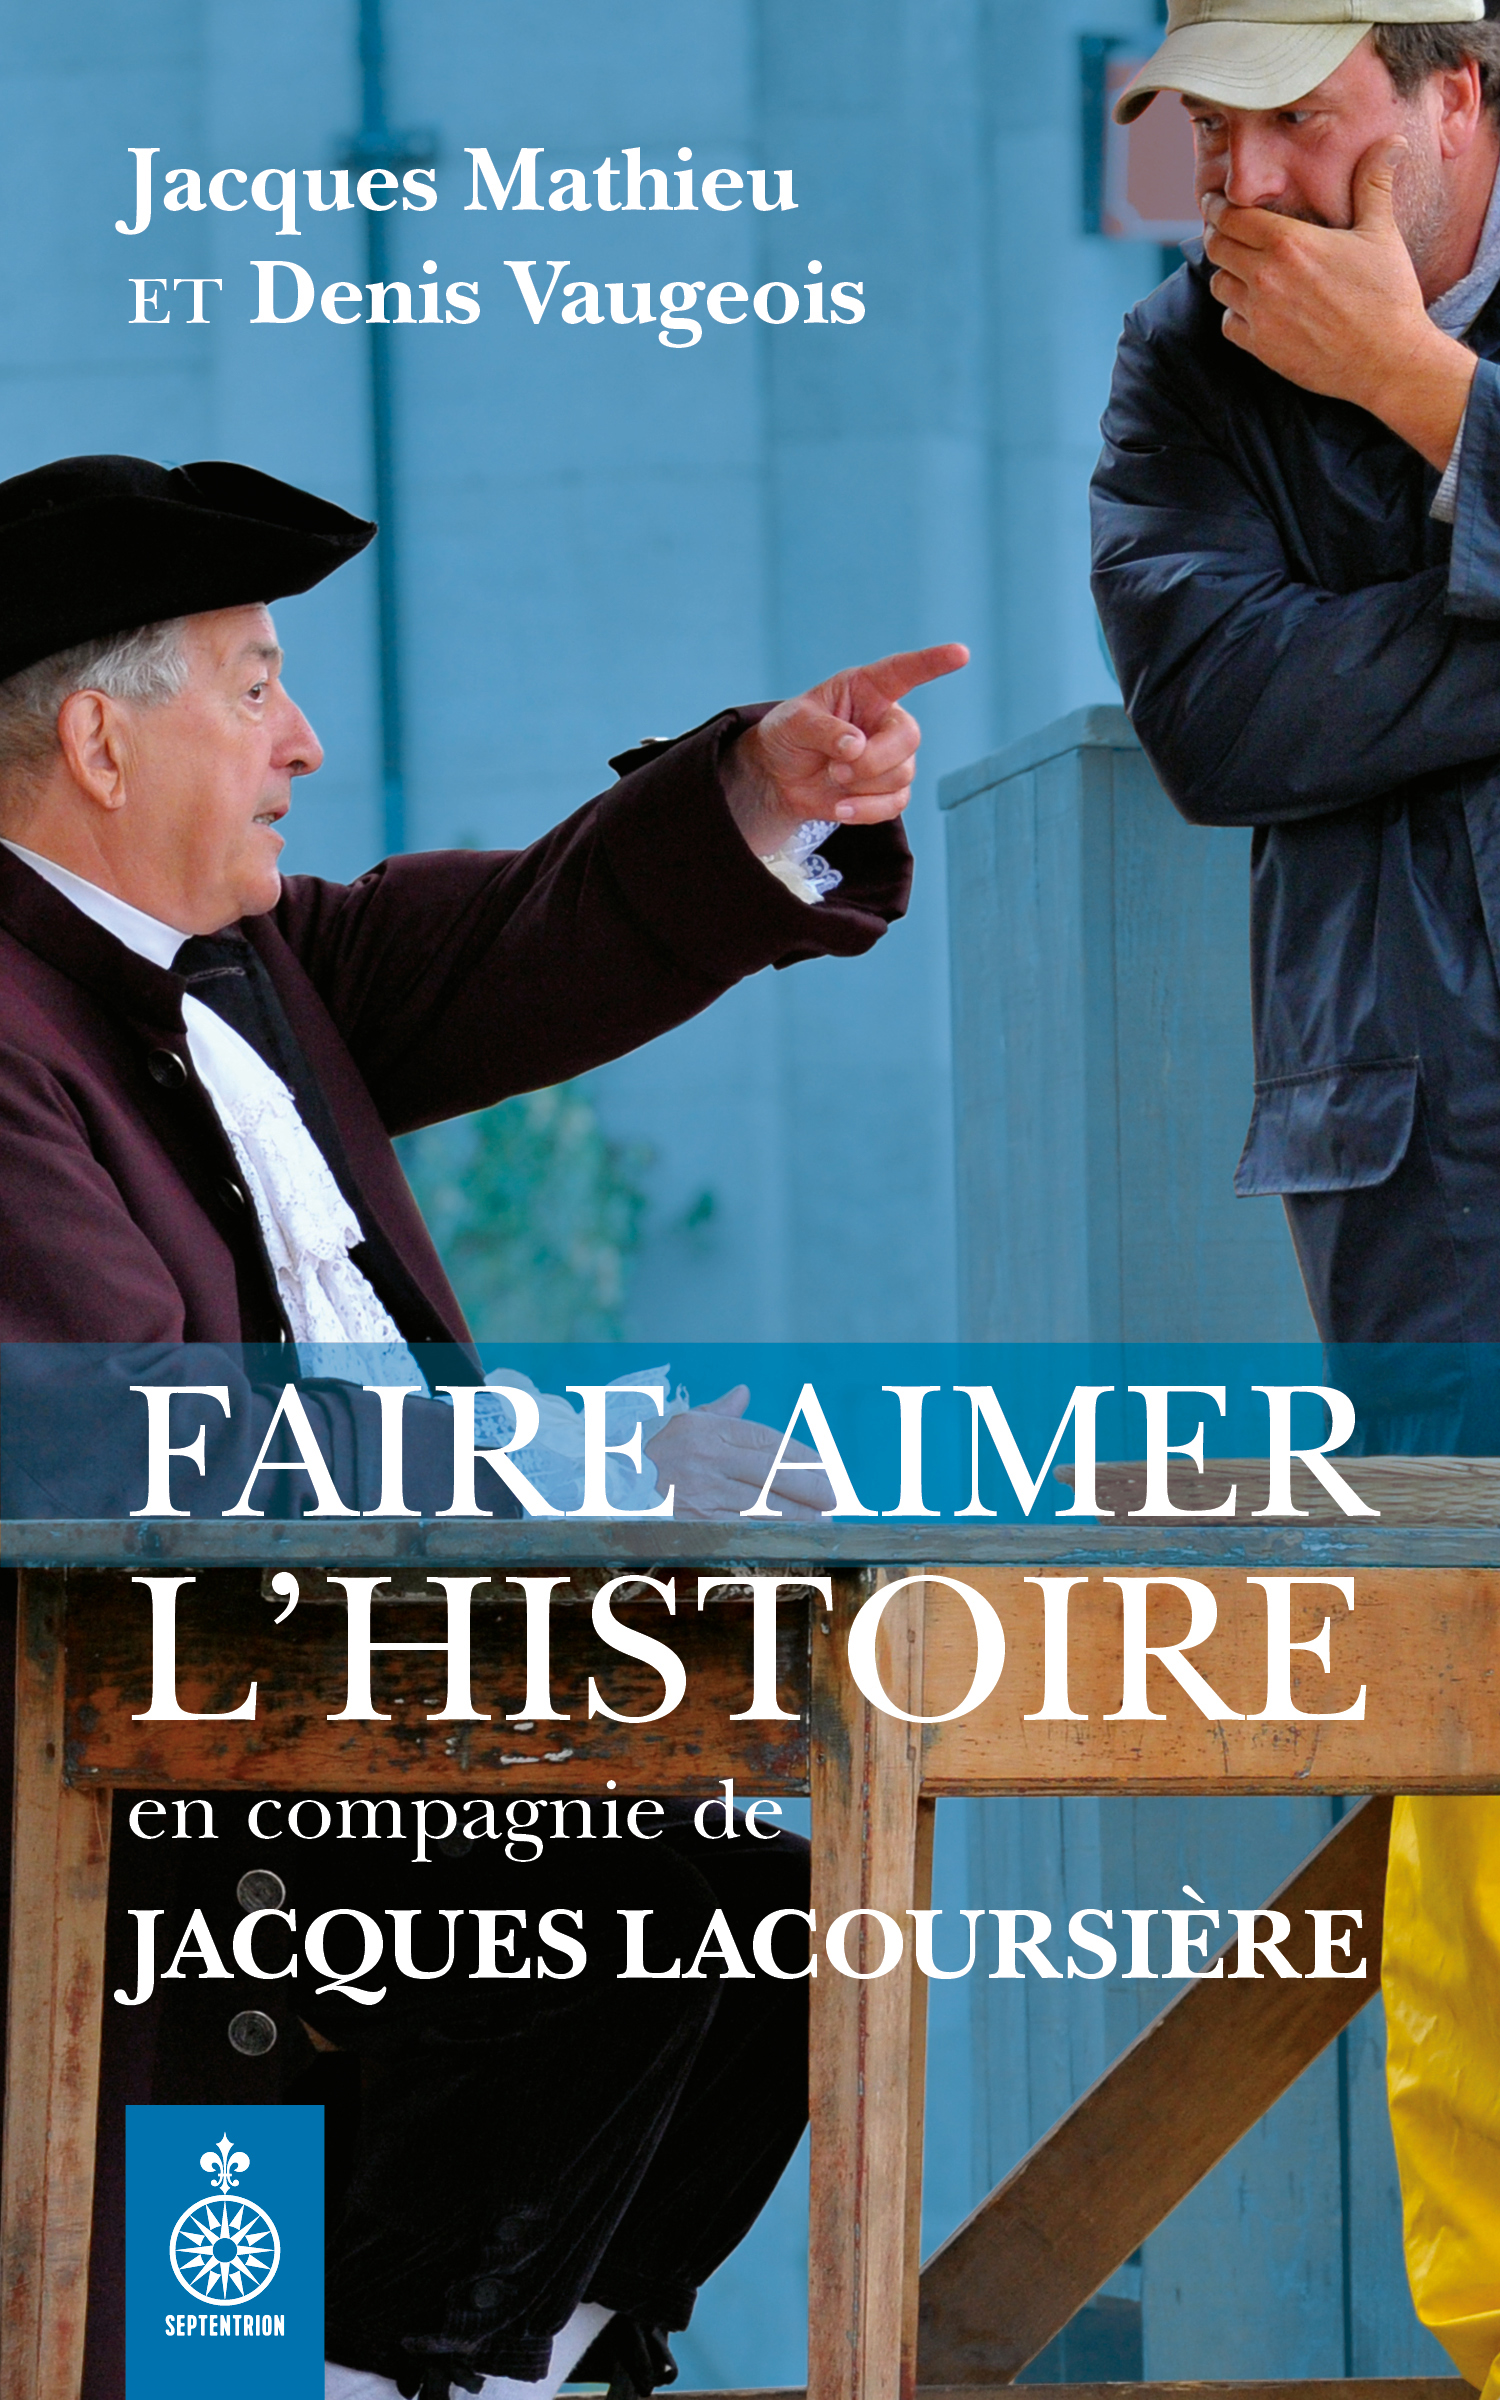 Jacques Mathieu
ET Denis Vaugeois
FAIRE AIMER
L’HISTOIRE
en compagnie de
JACQUES LACOURSIÈRE
SEPTENTRION